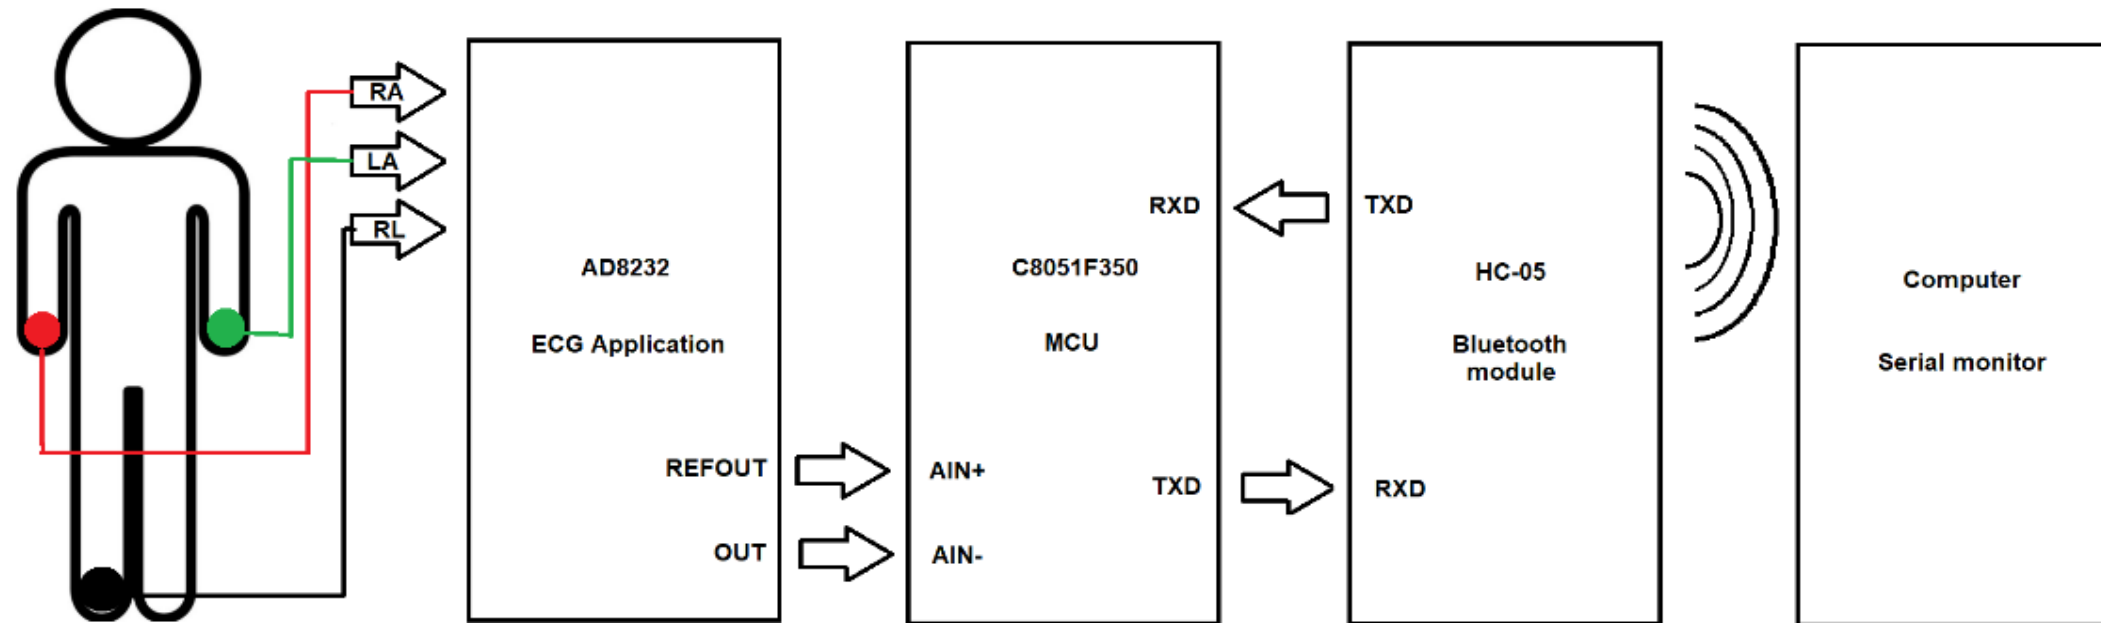 RA
LA
RL
AD8232
ECG Application
REFOUT
OUT
RXD
C8051F350
MCU
AIN+
TXD
AIN-
TXD
HC-05
Bluetooth
module
RXD
Computer
Serial monitor